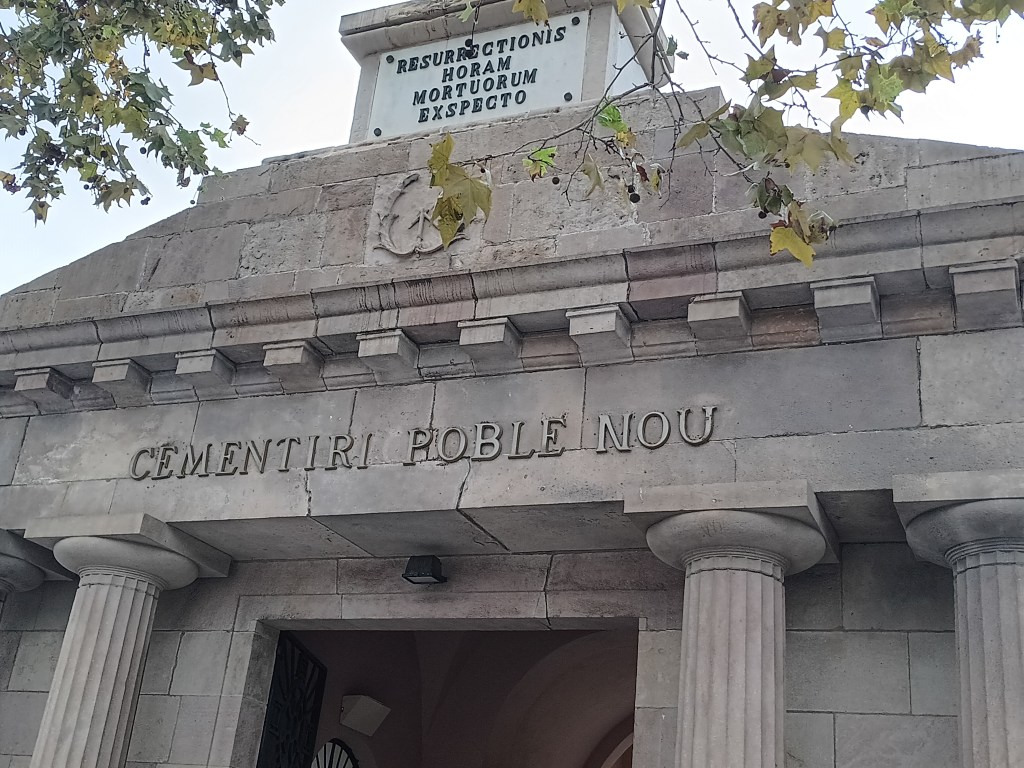 RESURRECTIONIS
HORAM
MORTUORUM
EXSPECTO
CEMENTIRI POBLE NOU